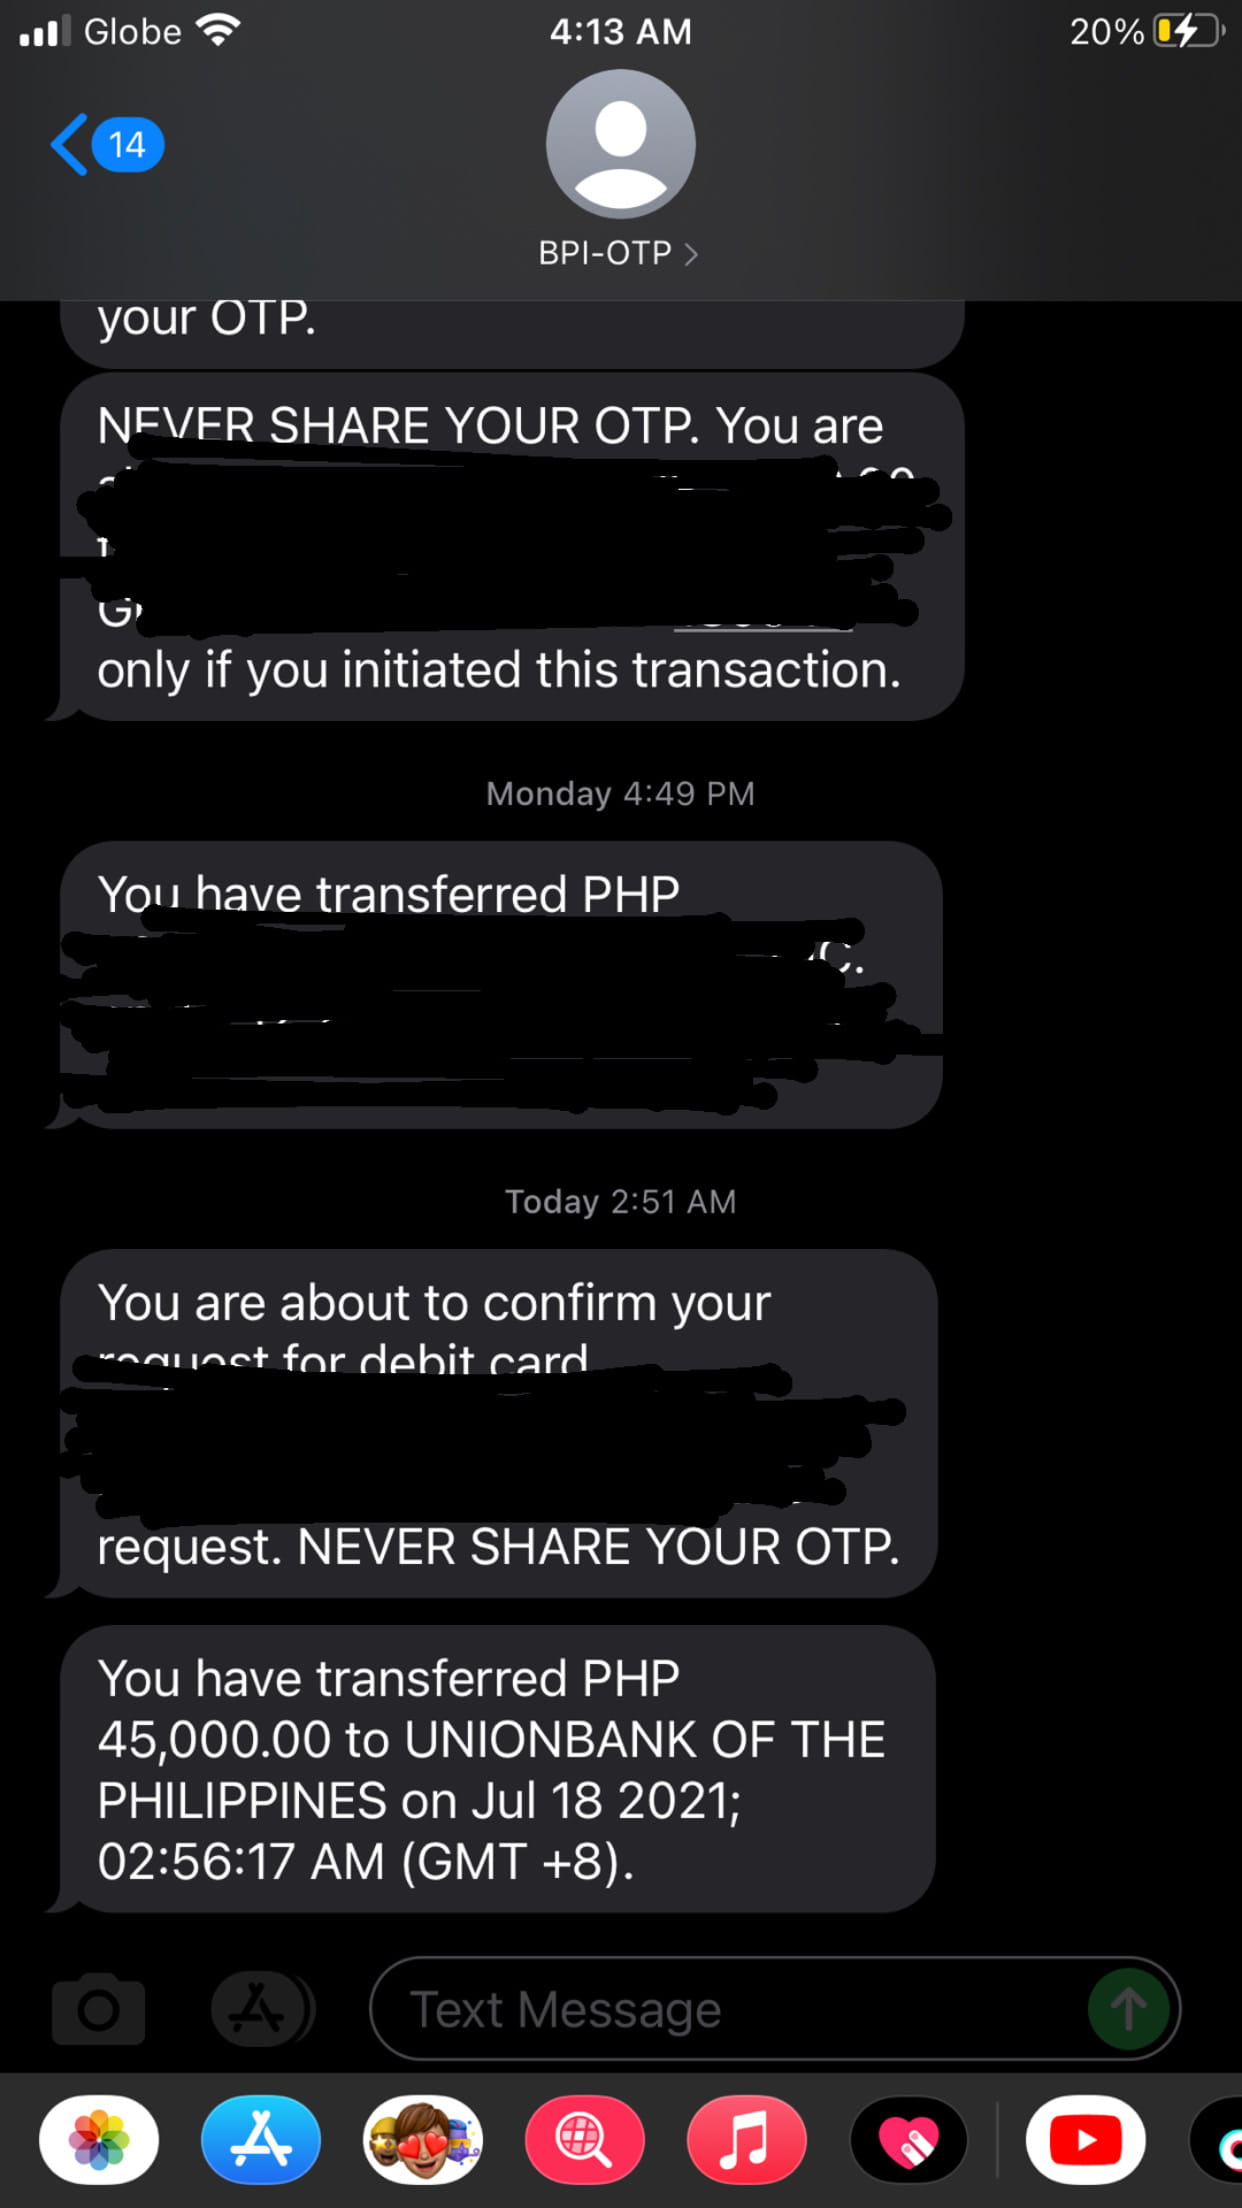 Globe
4:13 AM
20%
14
BPI-OTP
your OTP.
NEVER SHARE YOUR OTP. You are
only if you initiated this transaction.
Monday 4:49 PM
You have transferred PHP
Today 2:51 AM
You are about to confirm your
request for debit card
request. NEVER SHARE YOUR OTP.
You have transferred PHP
45,000.00 to UNIONBANK OF THE
PHILIPPINES on Jul 18 2021;
02:56:17 AM (GMT +8).
Text Message